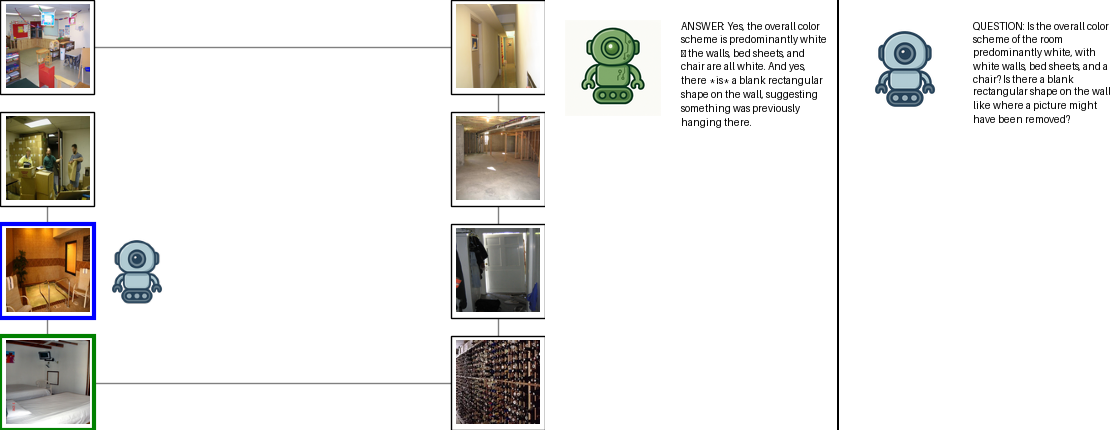 ANSWER: Yes, the overall color
scheme is predominantly white
▯ the walls, bed sheets, and
chair are all white. And yes,
there *is* a blank rectangular
shape on the wall, suggesting
something was previously
hanging there.
QUESTION: Is the overall color
scheme of the room
predominantly white, with
white walls, bed sheets, and a
chair? Is there a blank
rectangular shape on the wall
like where a picture might
have been removed?